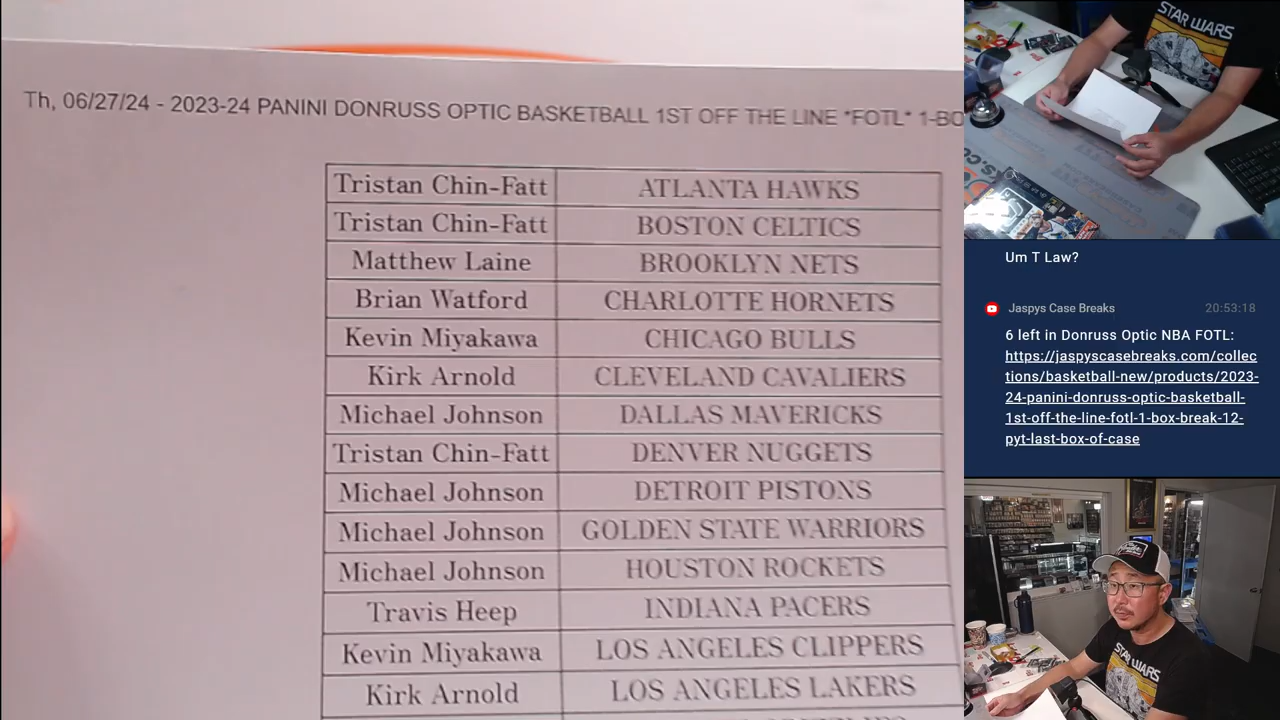 Th, 06/27/24 - 2023-24 PANINI DONRUSS OPTIC BASKETBALL 1ST OFF THE LINE *FOTL* 1-BO
Tristan Chin-Fatt ATLANTA HAWKS
Tristan Chin-Fatt BOSTON CELTICS
Matthew Laine BROOKLYN NETS
Brian Watford CHARLOTTE HORNETS
Kevin Miyakawa CHICAGO BULLS
Kirk Arnold CLEVELAND CAVALIERS
Michael Johnson DALLAS MAVERICKS
Tristan Chin-Fatt DENVER NUGGETS
Michael Johnson DETROIT PISTONS
Michael Johnson GOLDEN STATE WARRIORS
Michael Johnson HOUSTON ROCKETS
Travis Heep INDIANA PACERS
Kevin Miyakawa LOS ANGELES CLIPPERS
Kirk Arnold LOS ANGELES LAKERS
STAR WARS
Um T Law?
Jaspys Case Breaks 20:53:18
6 left in Donruss Optic NBA FOTL:
https://jaspyscasebreaks.com/collec
tions/basketball-new/products/2023-
24-panini-donruss-optic-basketball-
1st-off-the-line-fotl-1-box-break-12-
pyt-last-box-of-case
STAR WARS